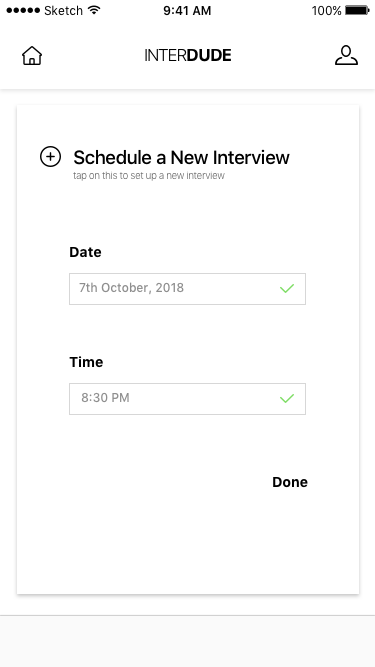 Sketch 9:41 AM 100%
INTERDUDE
Schedule a New Interview
tap on this to set up a new interview
Date
7th October, 2018
Time
8:30 PM
Done